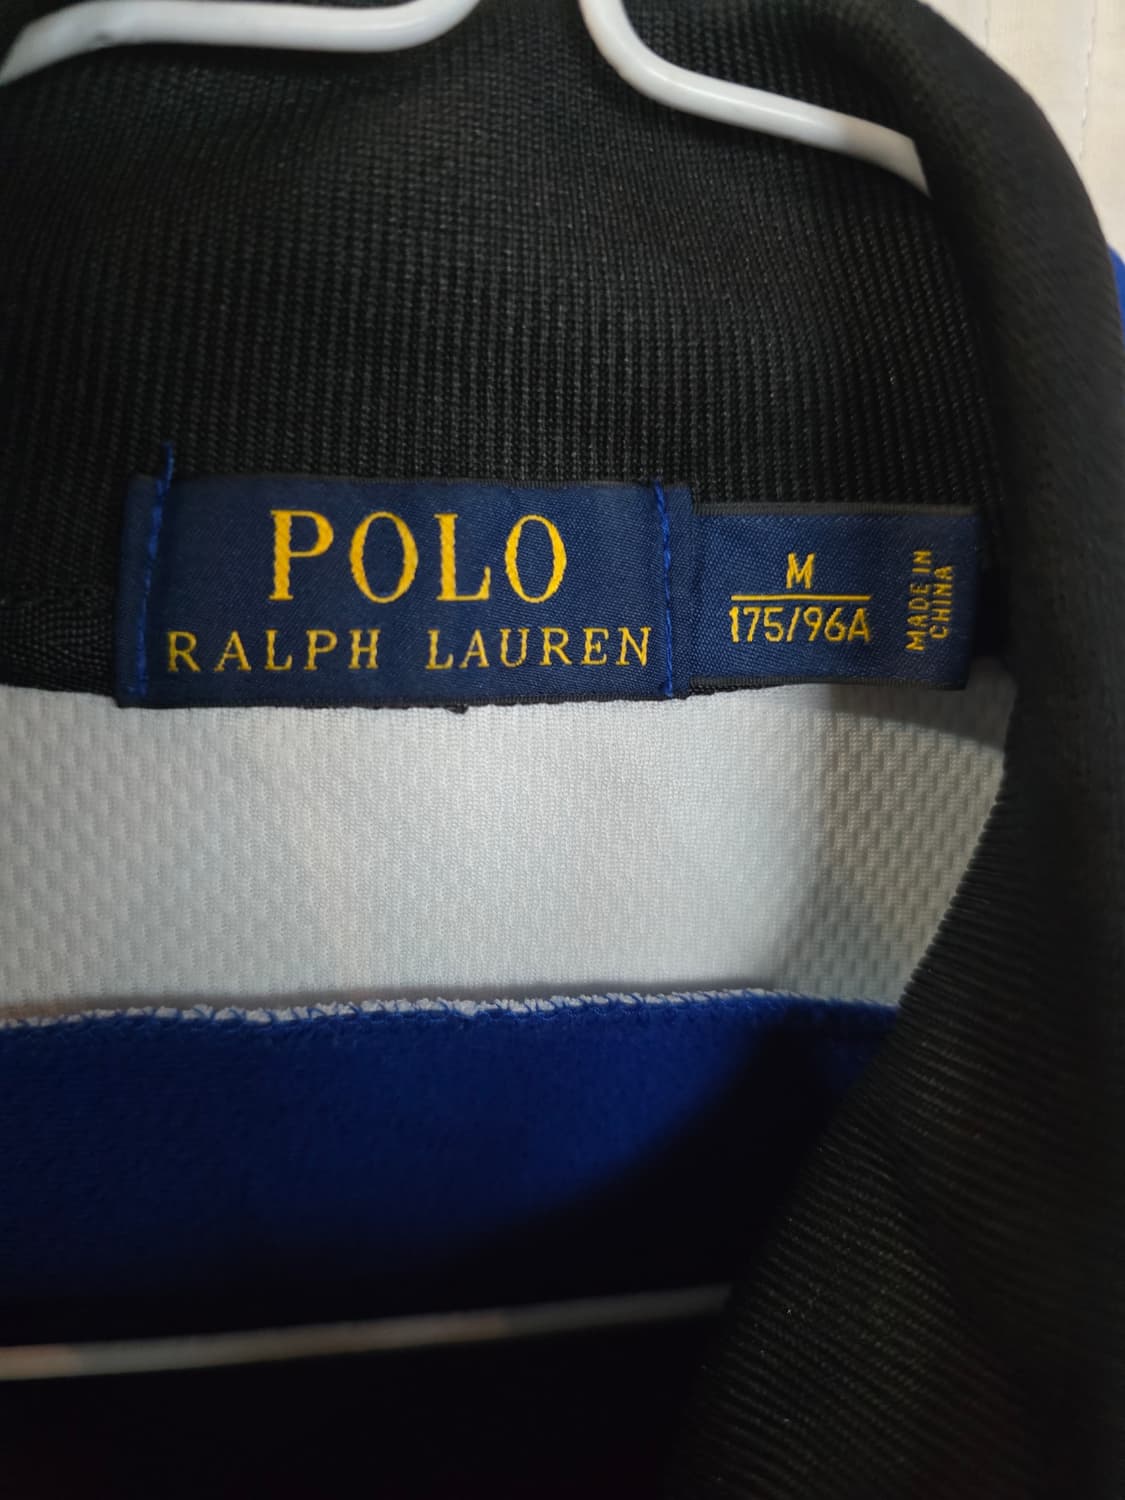 POLO
RALPH LAUREN
M
175/96A
MADE IN
CHINA